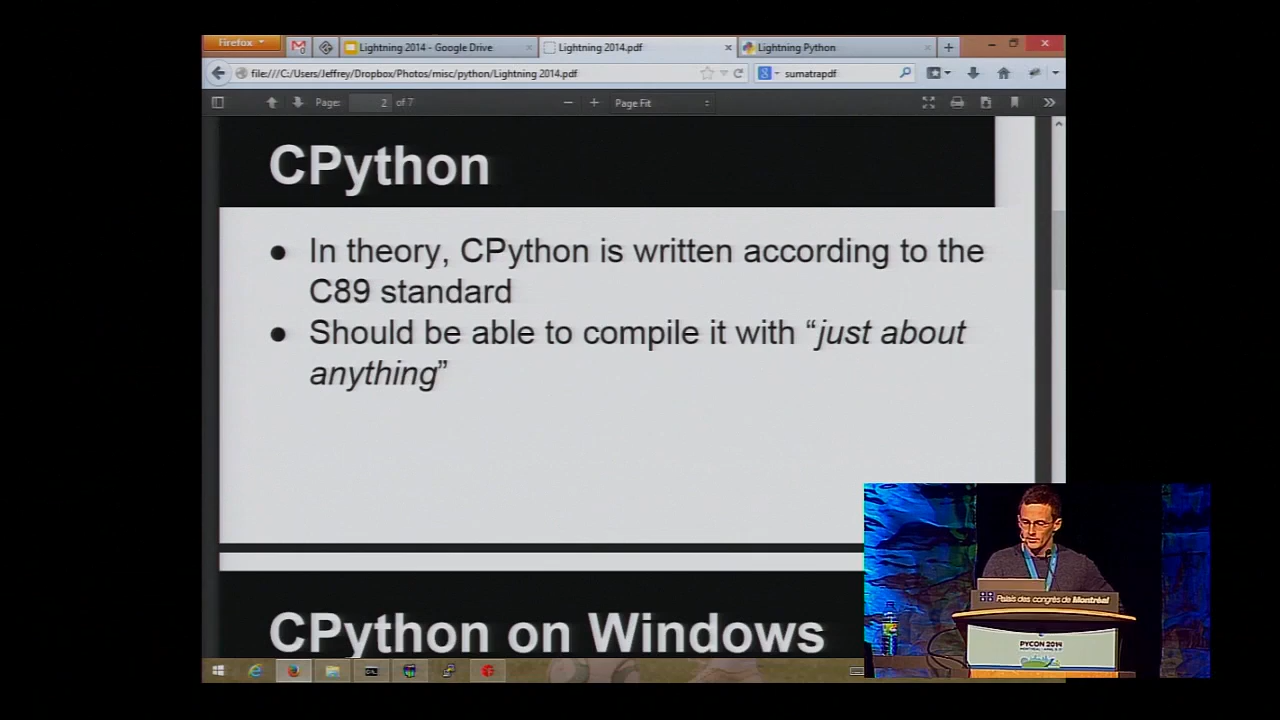 Firefox
Lightning 2014 - Google Drive
Lightning 2014.pdf
Lightning Python
file:///C:/Users/Jeffrey/Dropbox/Photos/misc/python/Lightning 2014.pdf
sumatrapdf
Page: 2 of 7
Page Fit
CPython
● In theory, CPython is written according to the
C89 standard
● Should be able to compile it with “just about
anything”
CPython on Windows
Palais des congrès de Montréal
PYCON 2014